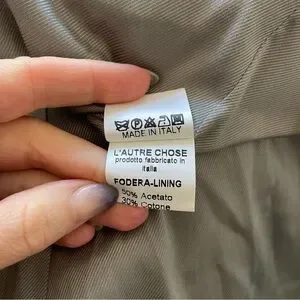 MADE IN ITALY
L'AUTRE CHOSE
prodotto fabbricato in
italia
FODERA-LINING
50% Acetato
30% Cotone